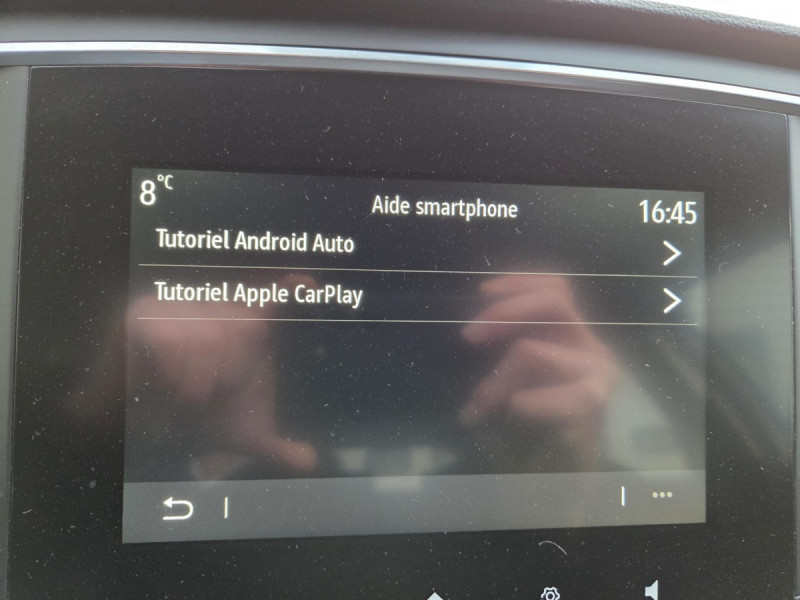 8°C
Aide smartphone
16:45
Tutoriel Android Auto
Tutoriel Apple CarPlay